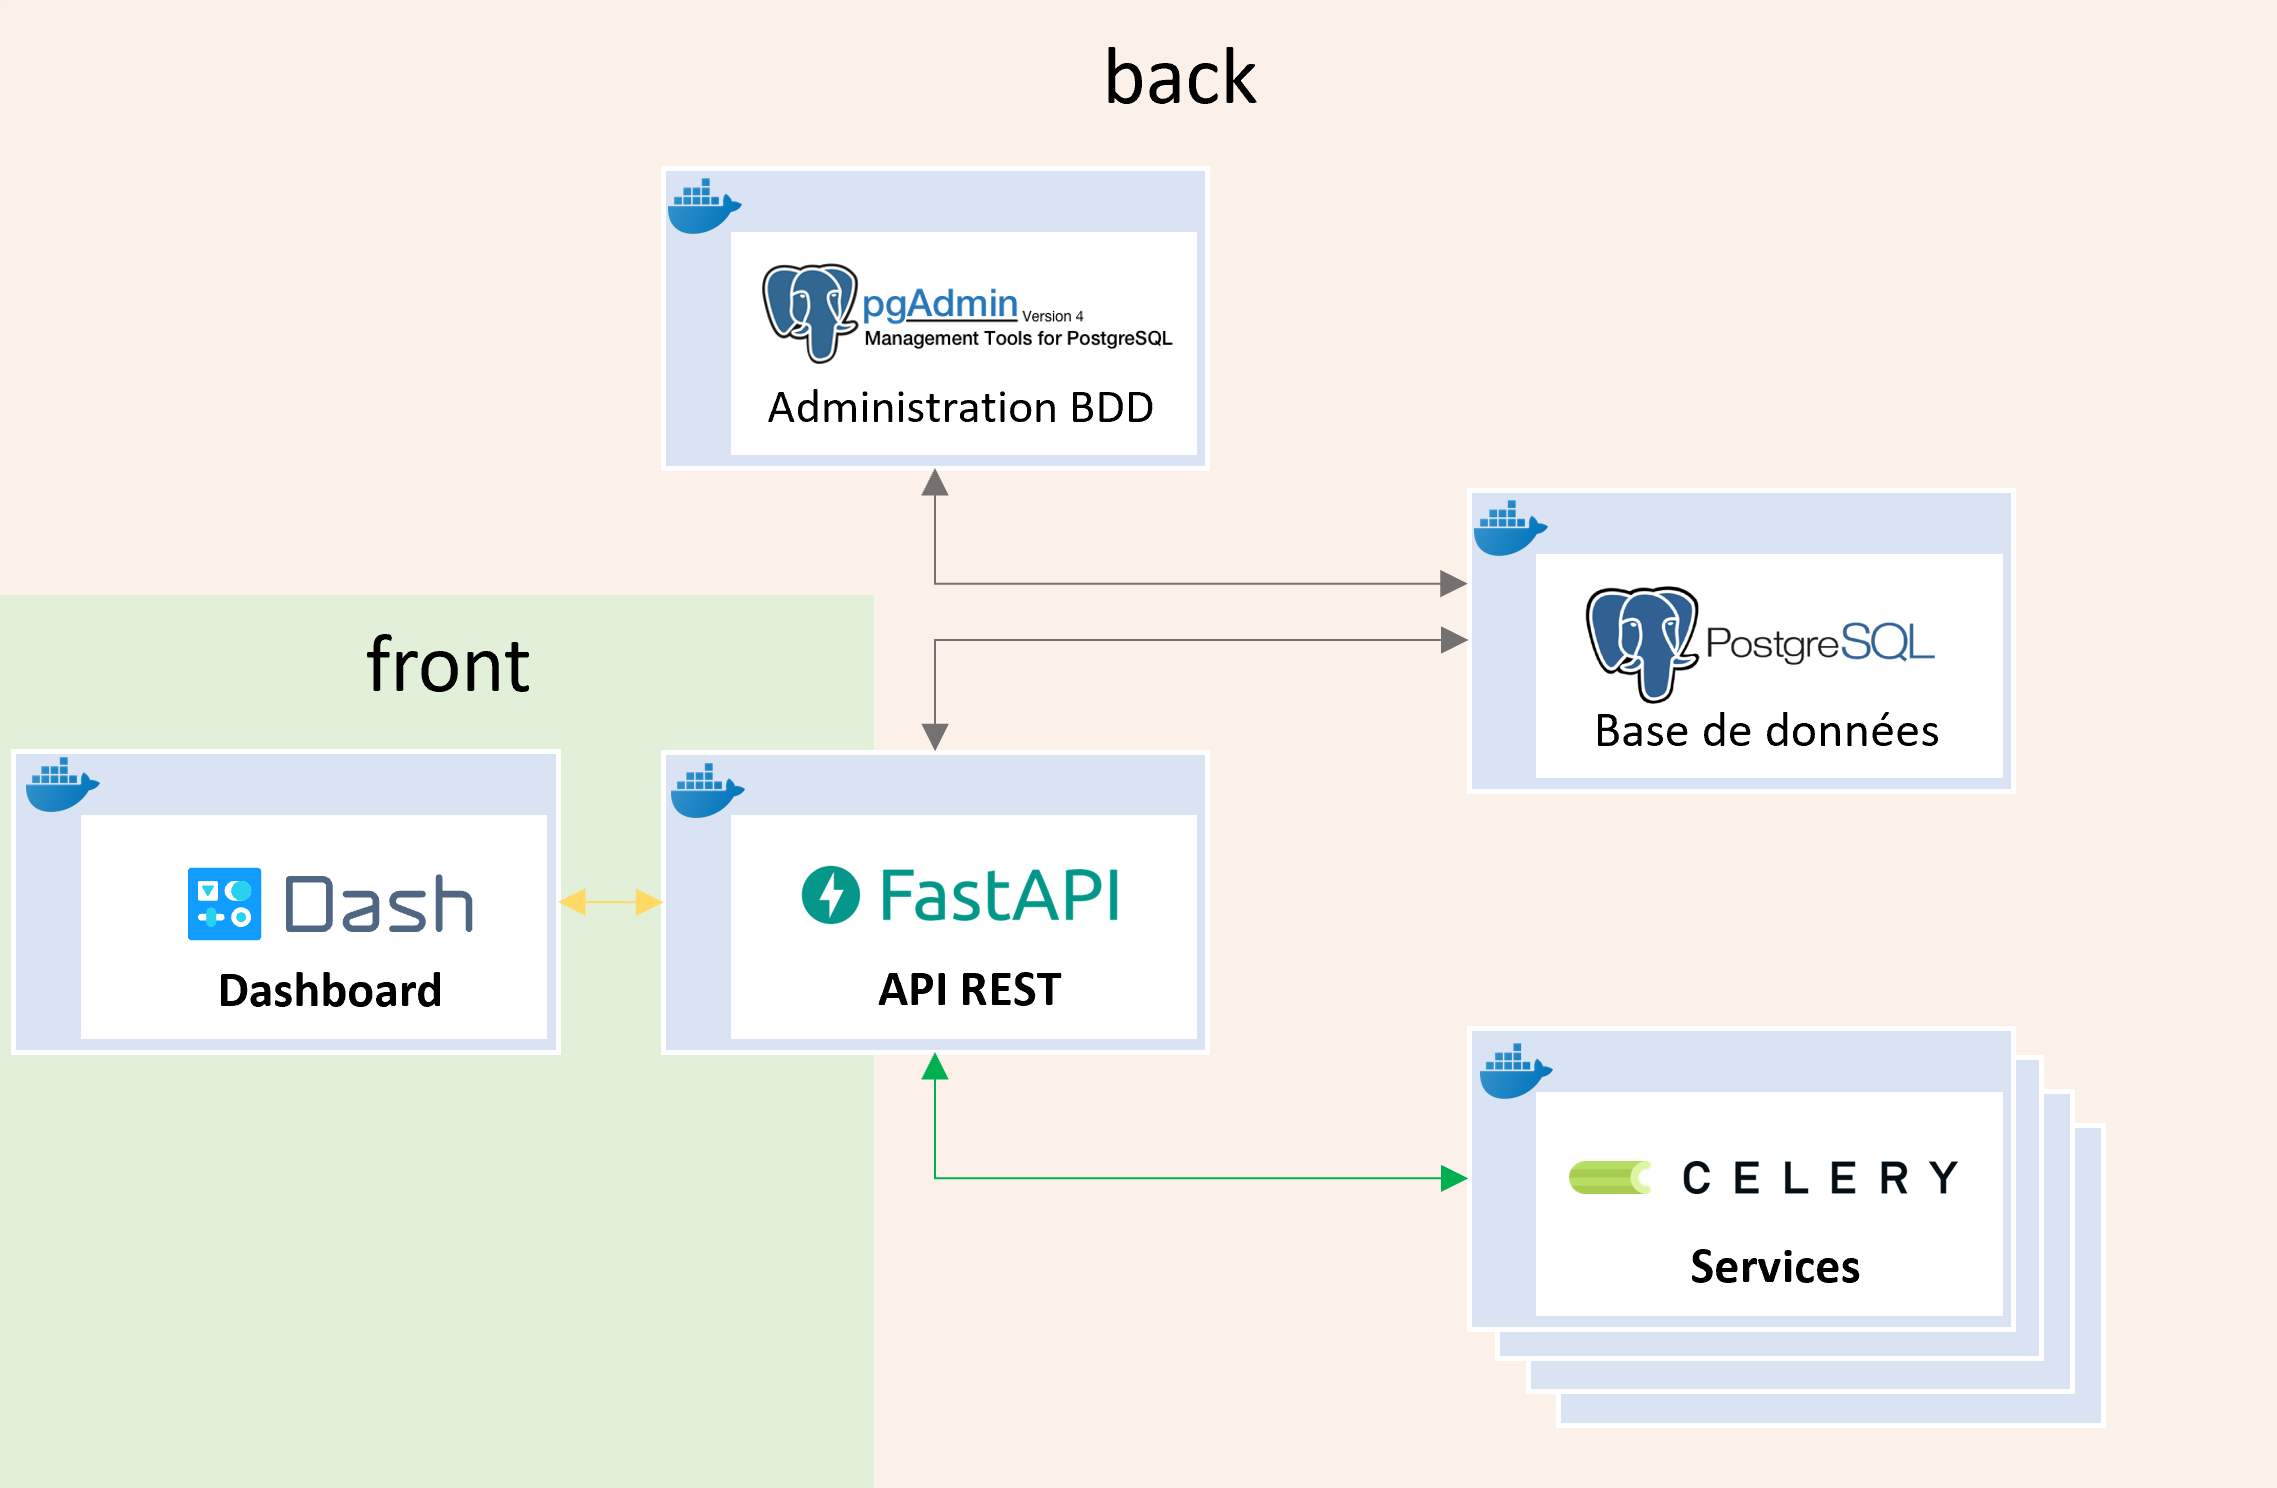 back
pgAdmin Version 4
Management Tools for PostgreSQL
Administration BDD
PostgreSQL
Base de données
front
Dash
Dashboard
FastAPI
API REST
CELERY
Services